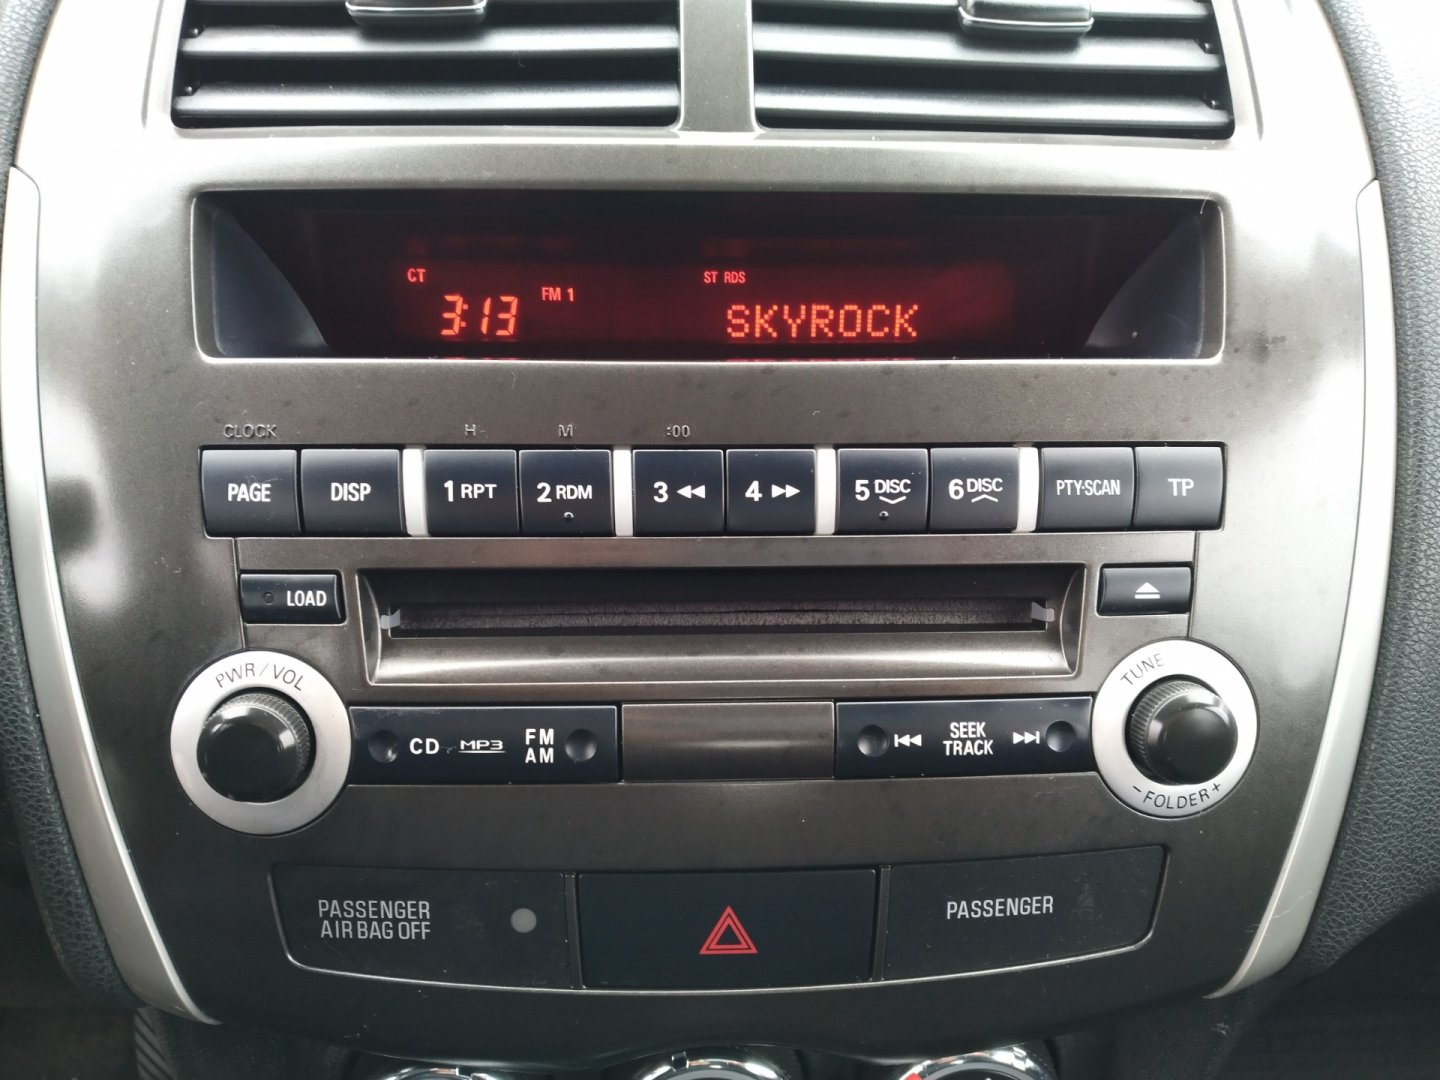 CT
ST RDS
FM 1
3:13
SKYROCK
CLOCK H M :00
PAGE DISP 1 RPT 2 RDM 3 4 5 DISC 6 DISC PTY·SCAN TP
LOAD
PWR/VOL
TUNE
CD·MP3
FM
AM
SEEK
TRACK
-FOLDER+
PASSENGER
AIR BAG OFF
PASSENGER